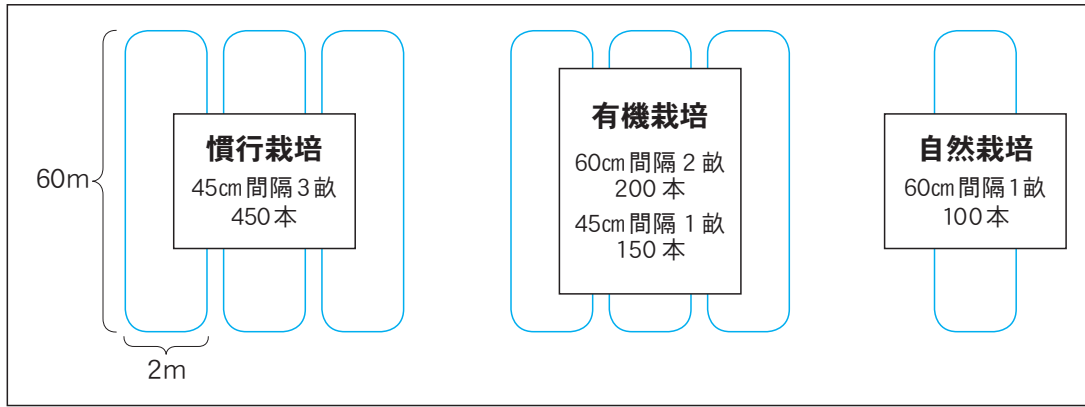 60m
2m
慣行栽培
45㎝間隔3畝
450本
有機栽培
60㎝間隔2畝
200本
45㎝間隔1畝
150本
自然栽培
60㎝間隔1畝
100本